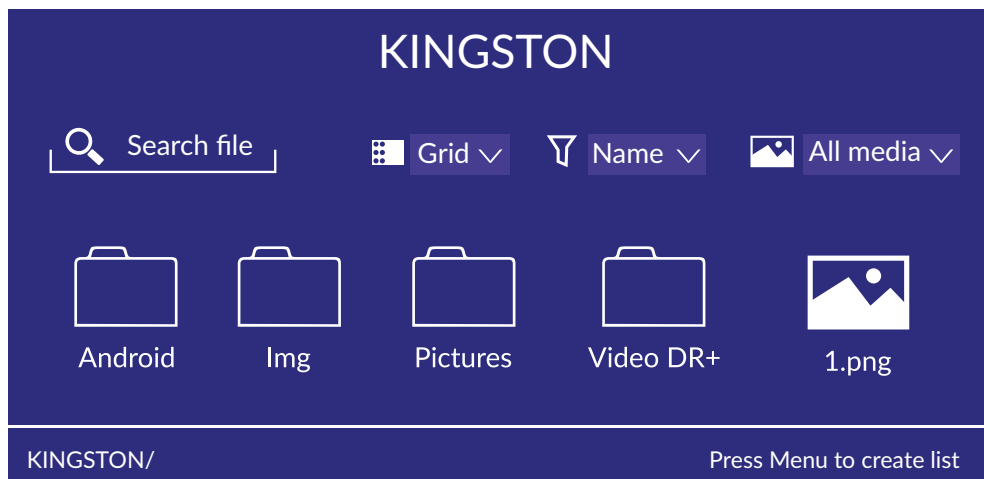 KINGSTON
Search file
Grid
Name
All media
Android
Img
Pictures
Video DR+
1.png
KINGSTON/
Press Menu to create list